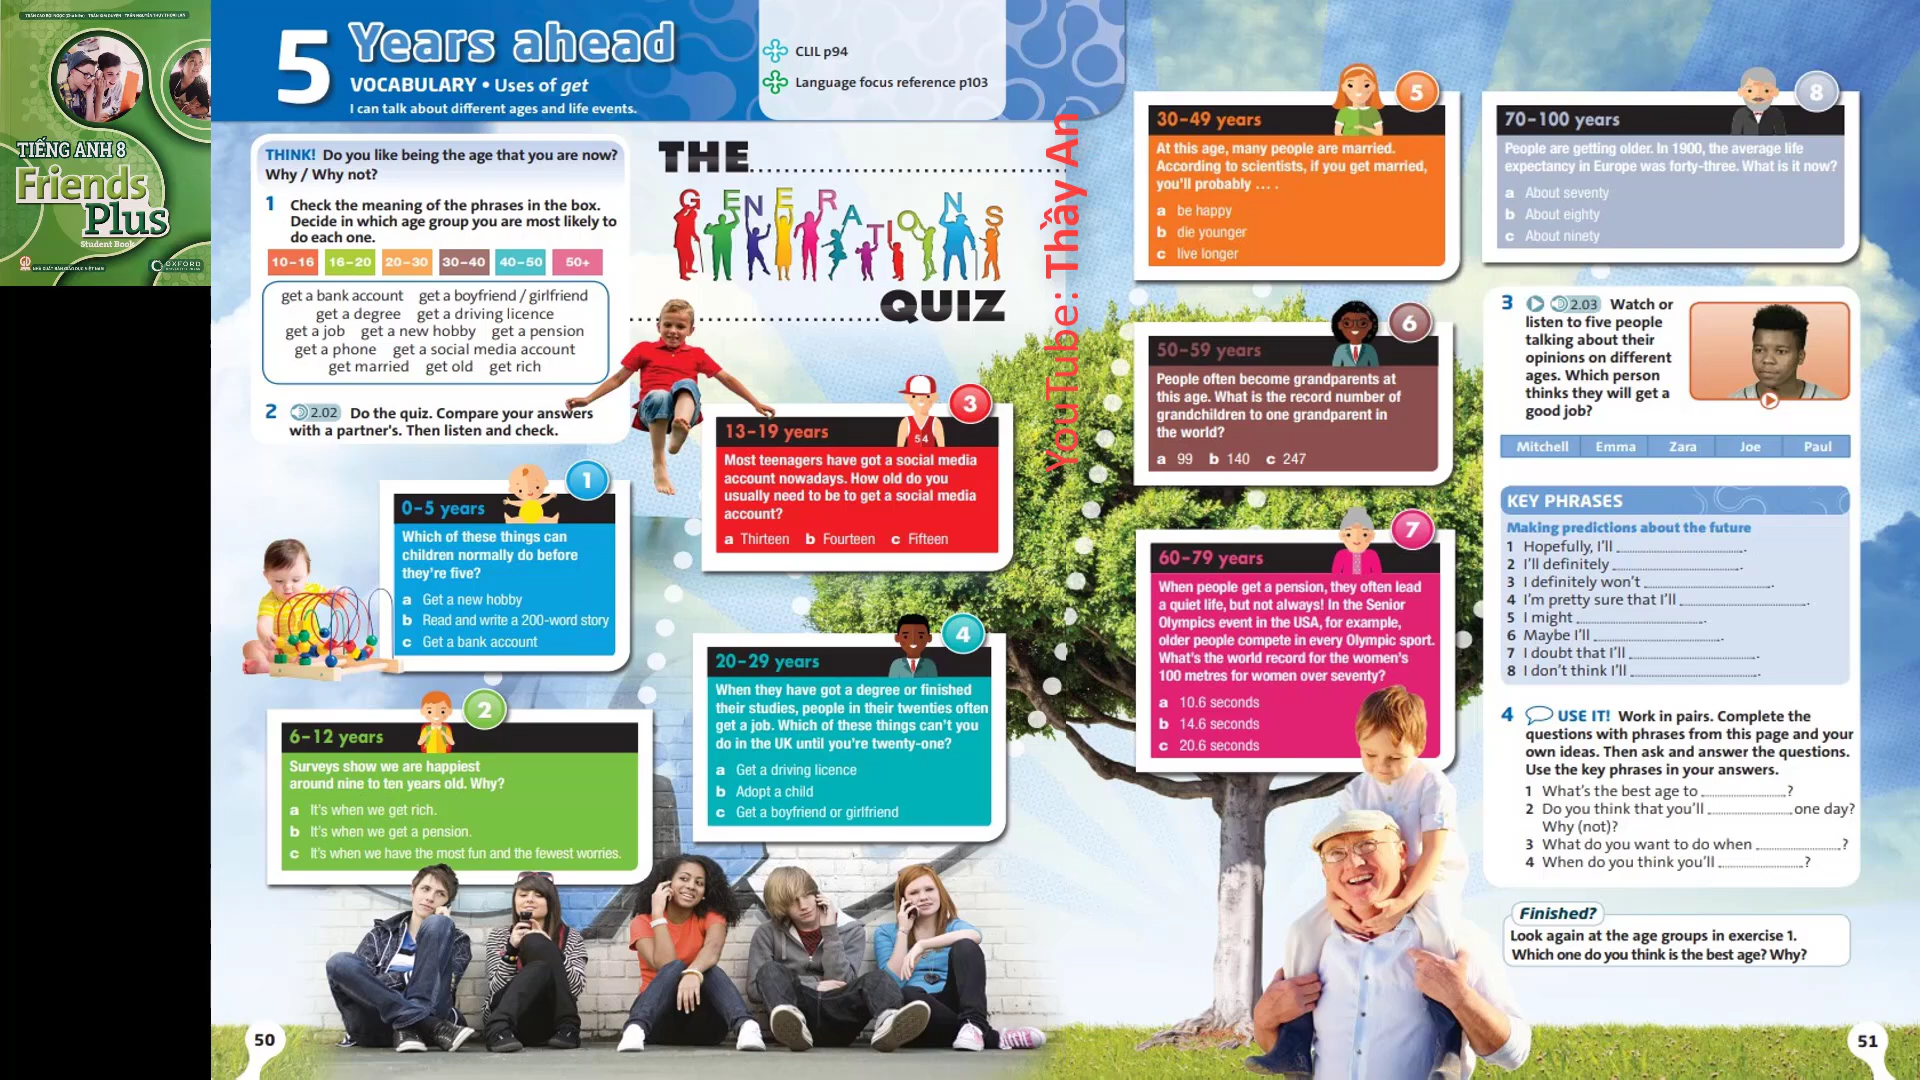 TIẾNG ANH 8
Friends
Plus
Student Book
NHÀ XUẤT BẢN GIÁO DỤC VIỆT NAM
OXFORD
5 Years ahead
VOCABULARY • Uses of get
I can talk about different ages and life events.
CLIL p94
Language focus reference p103
THINK! Do you like being the age that you are now?
Why / Why not?
1 Check the meaning of the phrases in the box.
Decide in which age group you are most likely to
do each one.
10–16 16–20 20–30 30–40 40–50 50+
get a bank account get a boyfriend / girlfriend
get a degree get a driving licence
get a job get a new hobby get a pension
get a phone get a social media account
get married get old get rich
2 2.02 Do the quiz. Compare your answers
with a partner's. Then listen and check.
THE
GENERATIONS
QUIZ
1
0–5 years
Which of these things can
children normally do before
they're five?
a Get a new hobby
b Read and write a 200-word story
c Get a bank account
2
6–12 years
Surveys show we are happiest
around nine to ten years old. Why?
a It's when we get rich.
b It's when we get a pension.
c It's when we have the most fun and the fewest worries.
3
13–19 years
54
Most teenagers have got a social media
account nowadays. How old do you
usually need to be to get a social media
account?
a Thirteen b Fourteen c Fifteen
4
20–29 years
When they have got a degree or finished
their studies, people in their twenties often
get a job. Which of these things can't you
do in the UK until you're twenty-one?
a Get a driving licence
b Adopt a child
c Get a boyfriend or girlfriend
50
YouTube: Thầy An
5
30–49 years
At this age, many people are married.
According to scientists, if you get married,
you'll probably ... .
a be happy
b die younger
c live longer
6
50–59 years
People often become grandparents at
this age. What is the record number of
grandchildren to one grandparent in
the world?
a 99 b 140 c 247
7
60–79 years
When people get a pension, they often lead
a quiet life, but not always! In the Senior
Olympics event in the USA, for example,
older people compete in every Olympic sport.
What's the world record for the women's
100 metres for women over seventy?
a 10.6 seconds
b 14.6 seconds
c 20.6 seconds
8
70–100 years
People are getting older. In 1900, the average life
expectancy in Europe was forty-three. What is it now?
a About seventy
b About eighty
c About ninety
3 2.03 Watch or
listen to five people
talking about their
opinions on different
ages. Which person
thinks they will get a
good job?
Mitchell Emma Zara Joe Paul
KEY PHRASES
Making predictions about the future
1 Hopefully, I'll ...............................
2 I'll definitely ...............................
3 I definitely won't ...............................
4 I'm pretty sure that I'll ...............................
5 I might ...............................
6 Maybe I'll ...............................
7 I doubt that I'll ...............................
8 I don't think I'll ...............................
4 USE IT! Work in pairs. Complete the
questions with phrases from this page and your
own ideas. Then ask and answer the questions.
Use the key phrases in your answers.
1 What's the best age to ....................?
2 Do you think that you'll .................... one day?
Why (not)?
3 What do you want to do when ....................?
4 When do you think you'll ....................?
Finished?
Look again at the age groups in exercise 1.
Which one do you think is the best age? Why?
51